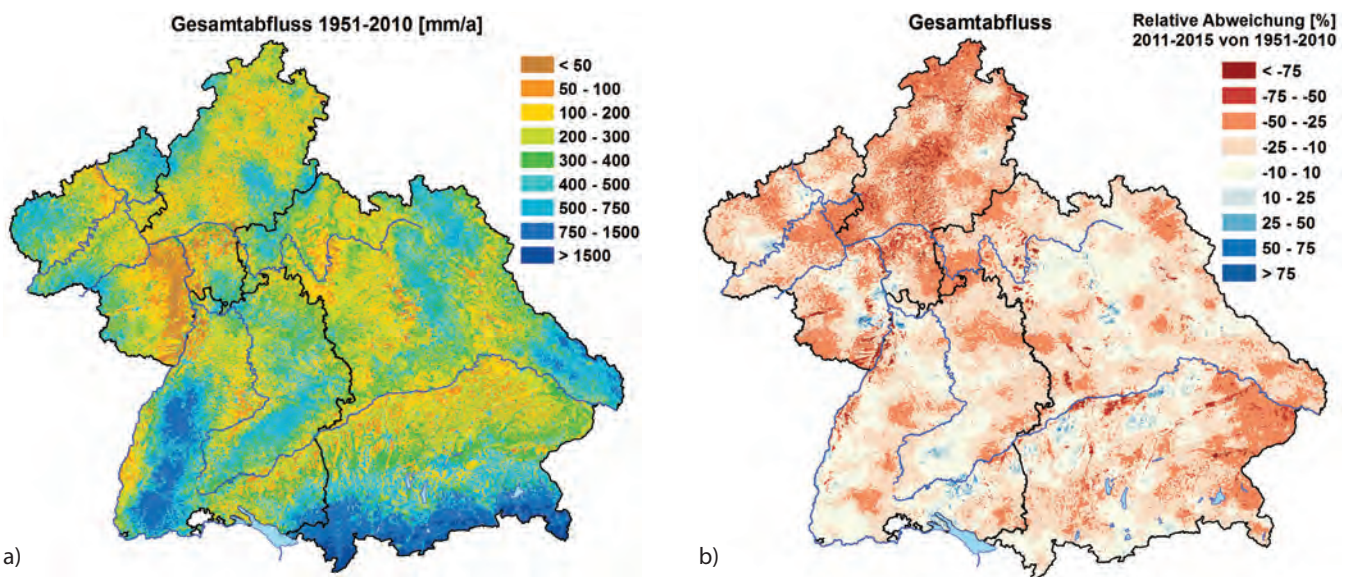 Gesamtabfluss 1951-2010 [mm/a]
< 50
50 - 100
100 - 200
200 - 300
300 - 400
400 - 500
500 - 750
750 - 1500
> 1500
a)
Gesamtabfluss
Relative Abweichung [%]
2011-2015 von 1951-2010
< -75
-75 - -50
-50 - -25
-25 - -10
-10 - 10
10 - 25
25 - 50
50 - 75
> 75
b)